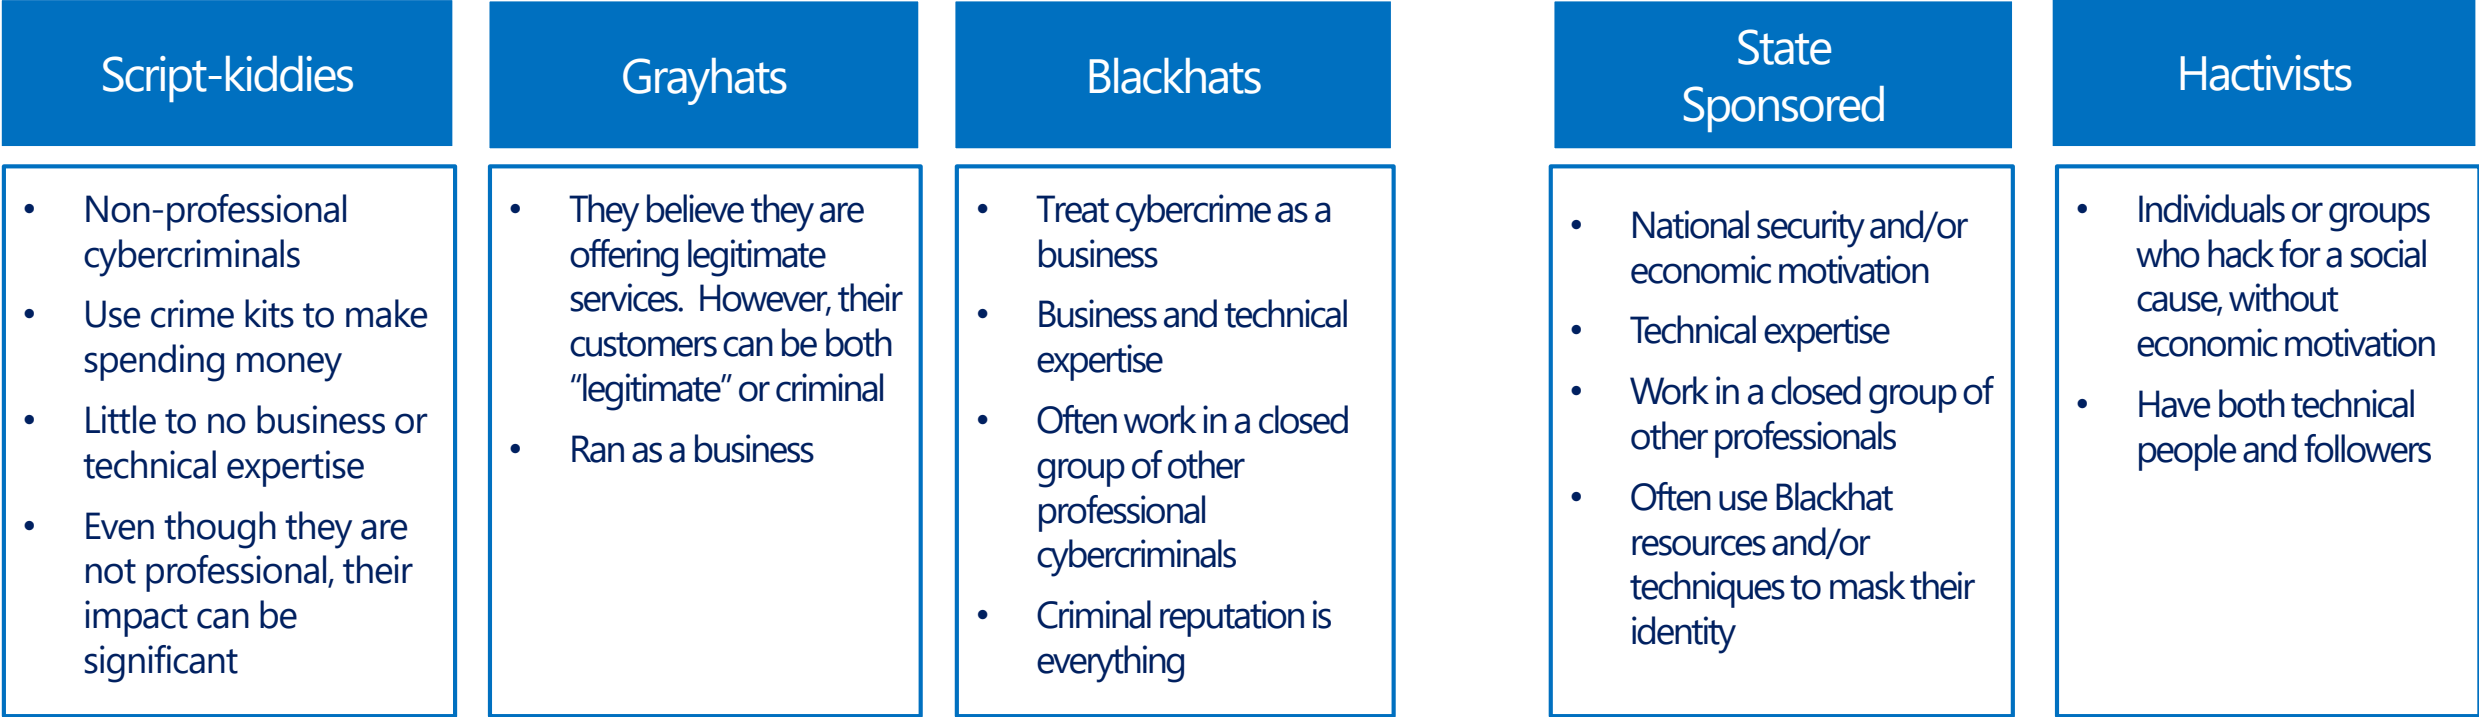 Script-kiddies
• Non-professional
cybercriminals
• Use crime kits to make
spending money
• Little to no business or
technical expertise
• Even though they are
not professional, their
impact can be
significant
Grayhats
• They believe they are
offering legitimate
services.  However, their
customers can be both
“legitimate” or criminal
• Ran as a business
Blackhats
• Treat cybercrime as a
business
• Business and technical
expertise
• Often work in a closed
group of other
professional
cybercriminals
• Criminal reputation is
everything
State
Sponsored
• National security and/or
economic motivation
• Technical expertise
• Work in a closed group of
other professionals
• Often use Blackhat
resources and/or
techniques to mask their
identity
Hactivists
• Individuals or groups
who hack for a social
cause, without
economic motivation
• Have both technical
people and followers